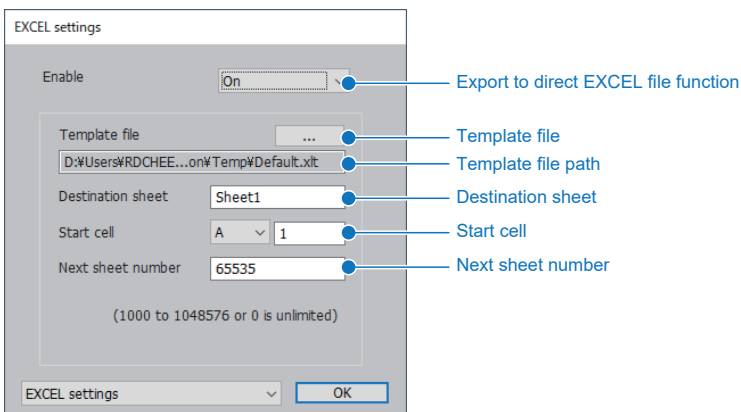 EXCEL settings
Enable On Export to direct EXCEL file function
Template file ... Template file
D:¥Users¥RDCHEE...on¥Temp¥Default.xlt Template file path
Destination sheet Sheet1 Destination sheet
Start cell A 1 Start cell
Next sheet number 65535 Next sheet number
(1000 to 1048576 or 0 is unlimited)
EXCEL settings OK